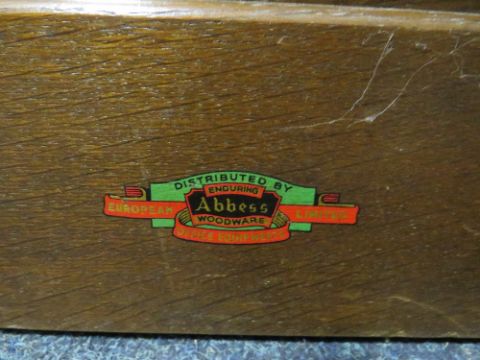 DISTRIBUTED BY
ENDURING
Abbess
WOODWARE
EUROPEAN
LIMITED